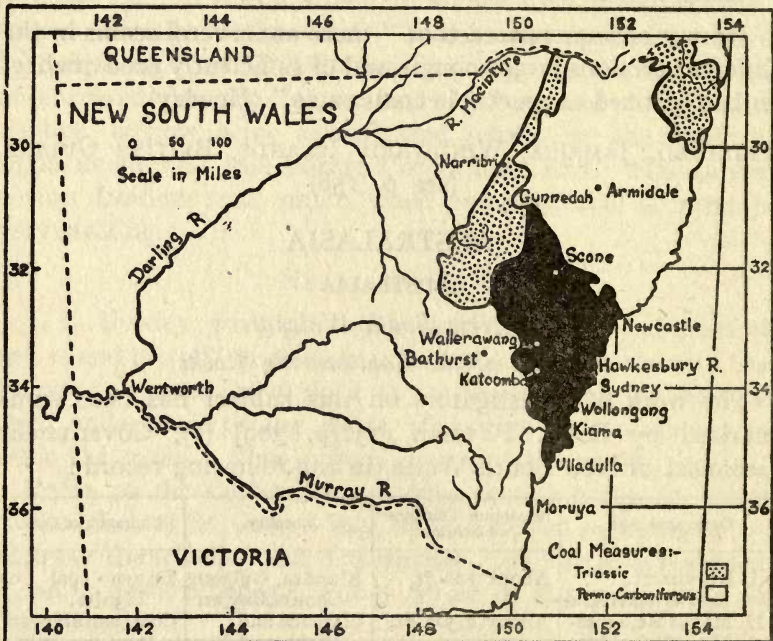 142 144 146 148 150 152 154
QUEENSLAND
R. Macintyre
NEW SOUTH WALES
30 30
0 50 100
Scale in Miles
Narribri
Gunnedah Armidale
Darling R
Scone
32 32
Newcastle
Wallerawang
Bathurst
Hawkesbury R.
Katoomba
34 Wentworth Sydney 34
Wollongong
Kiama
Ulladulla
Murray R
36 Moruya 36
VICTORIA
Coal Measures:-
Triassic
Permo-Carboniferous
140 142 144 146 148 150 152 154